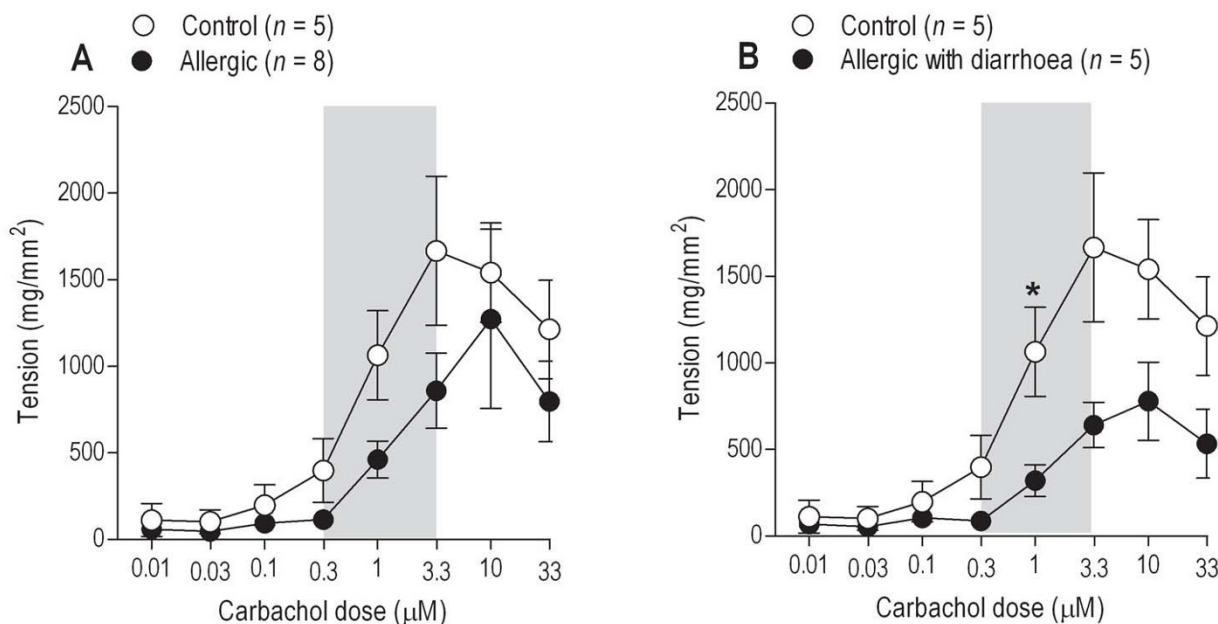 Control (n = 5)
A Allergic (n = 8)
2500
2000
1500
1000
500
0
Tension (mg/mm²)
0.01 0.03 0.1 0.3 1 3.3 10 33
Carbachol dose (μM)
Control (n = 5)
B Allergic with diarrhoea (n = 5)
2500
2000
1500
1000
500
0
Tension (mg/mm²)
*
0.01 0.03 0.1 0.3 1 3.3 10 33
Carbachol dose (μM)